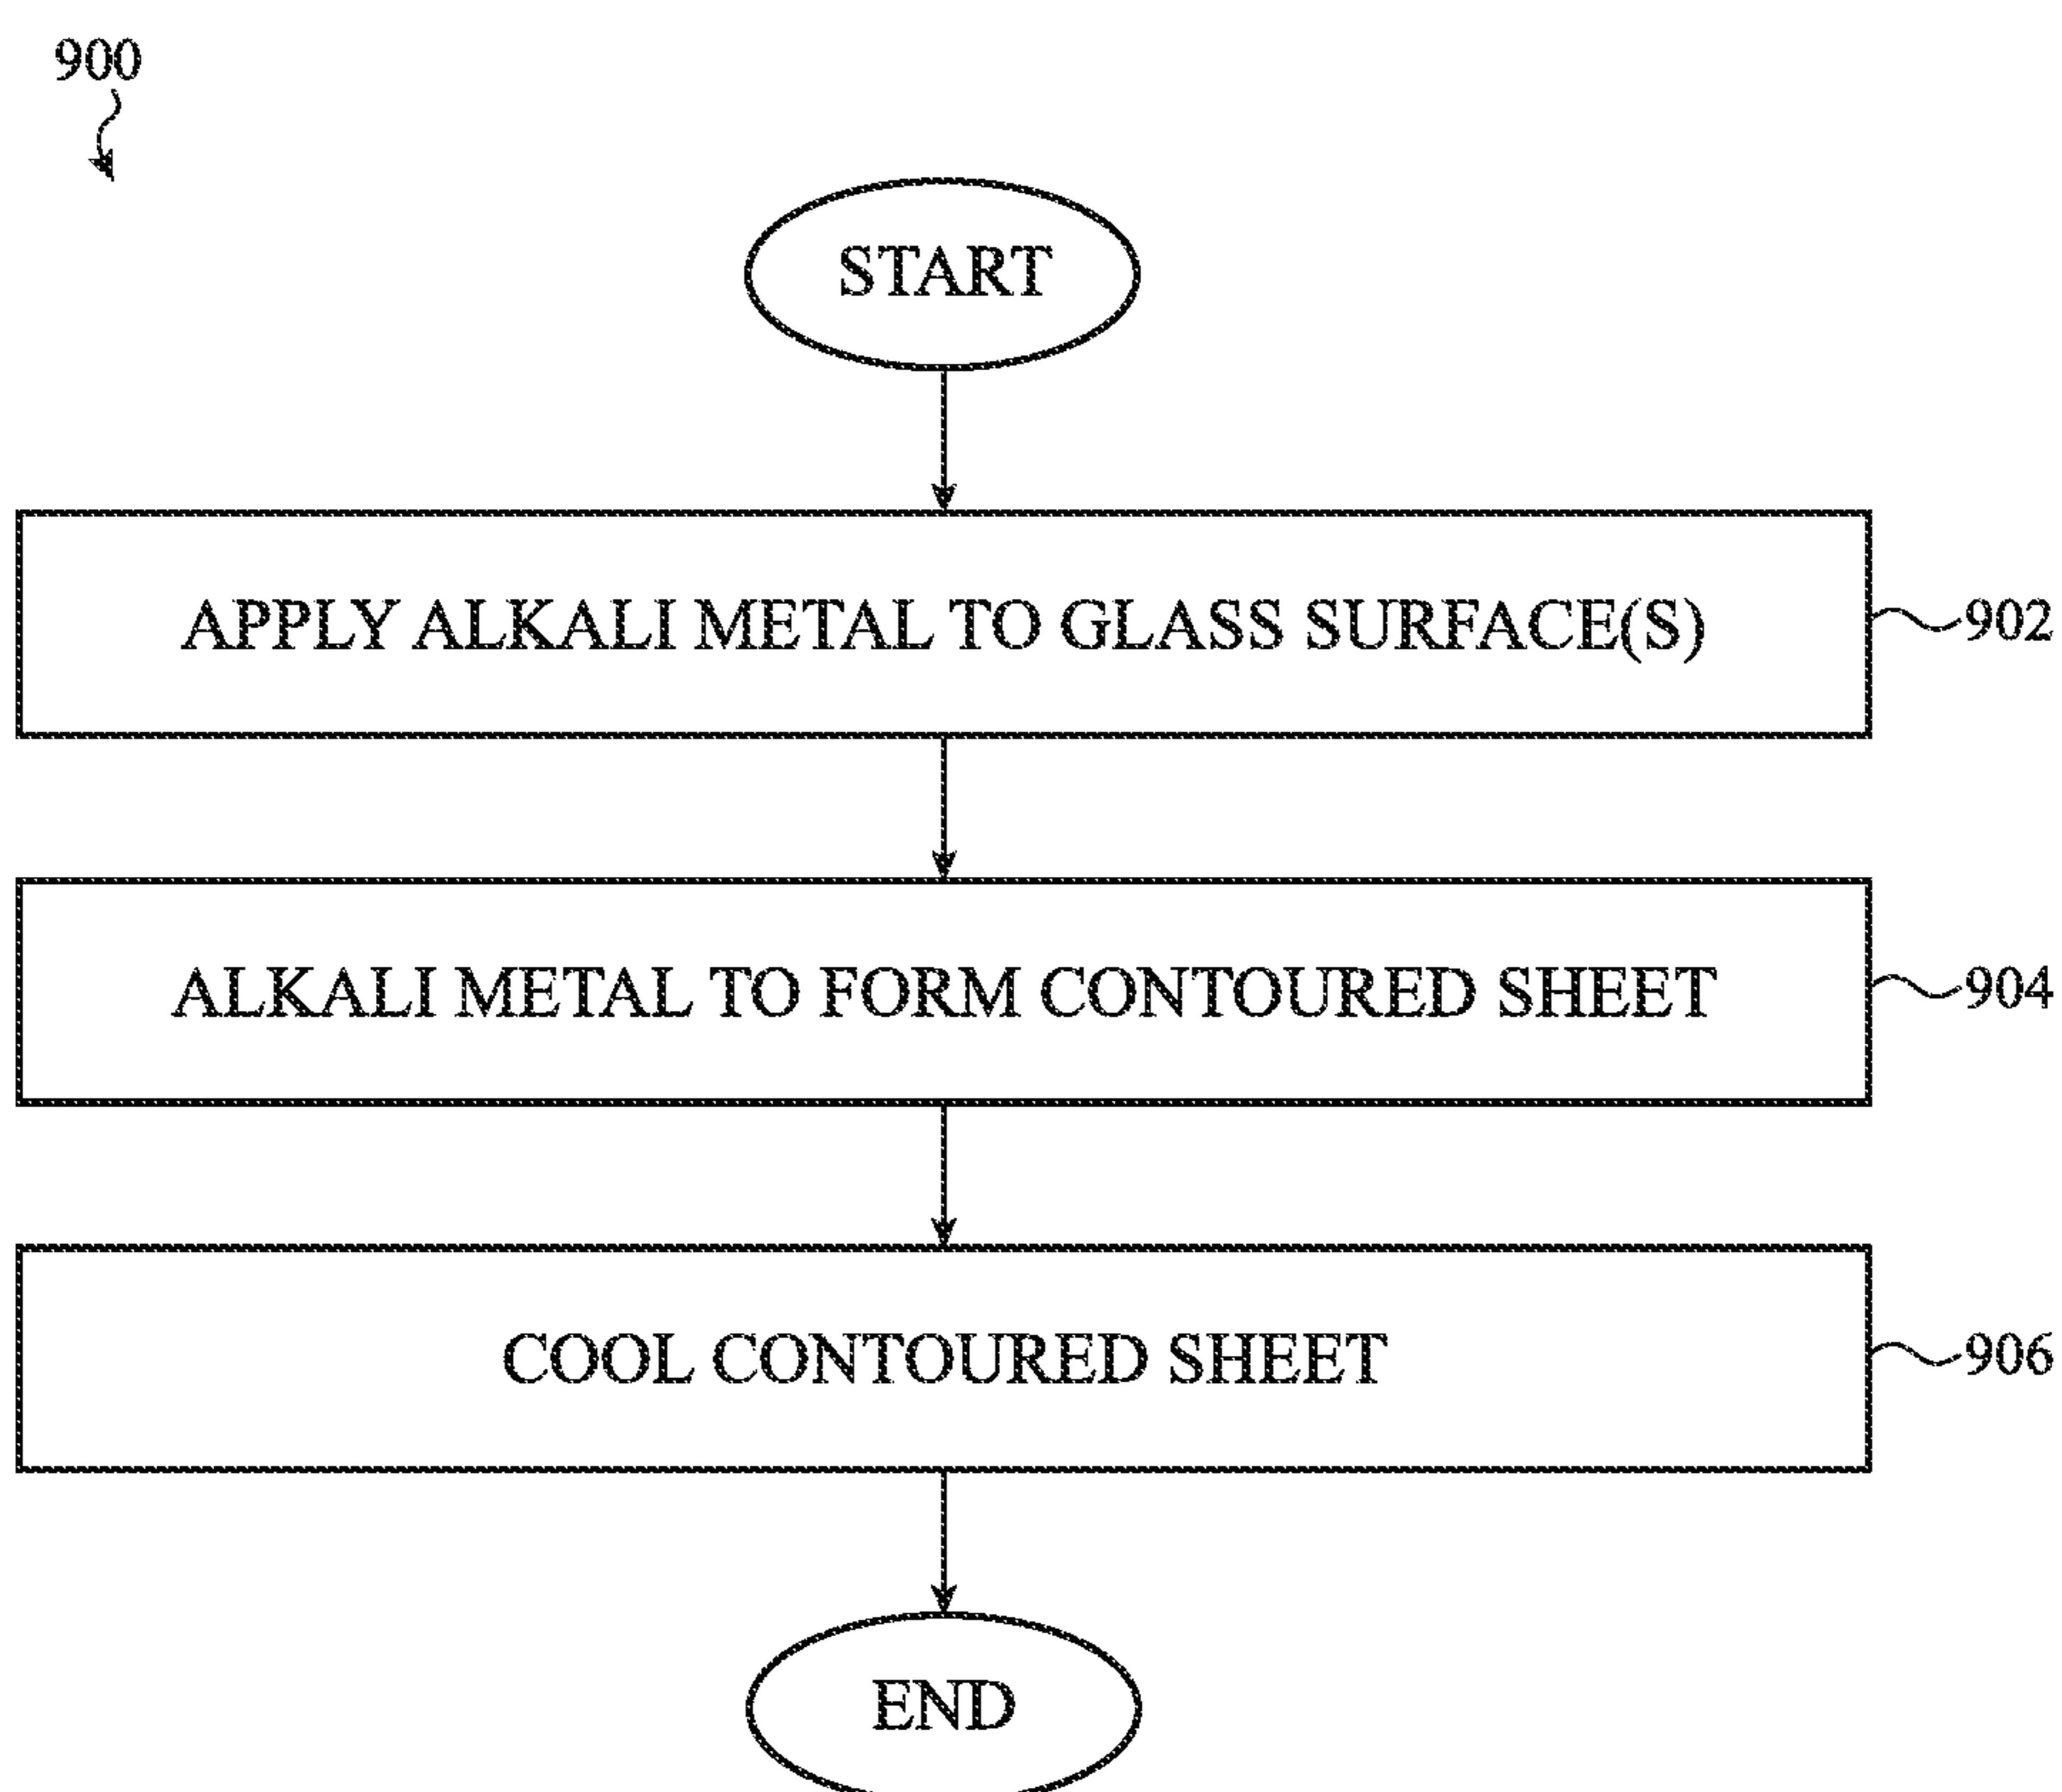 900
START
APPLY ALKALI METAL TO GLASS SURFACE(S)
902
ALKALI METAL TO FORM CONTOURED SHEET
904
COOL CONTOURED SHEET
906
END